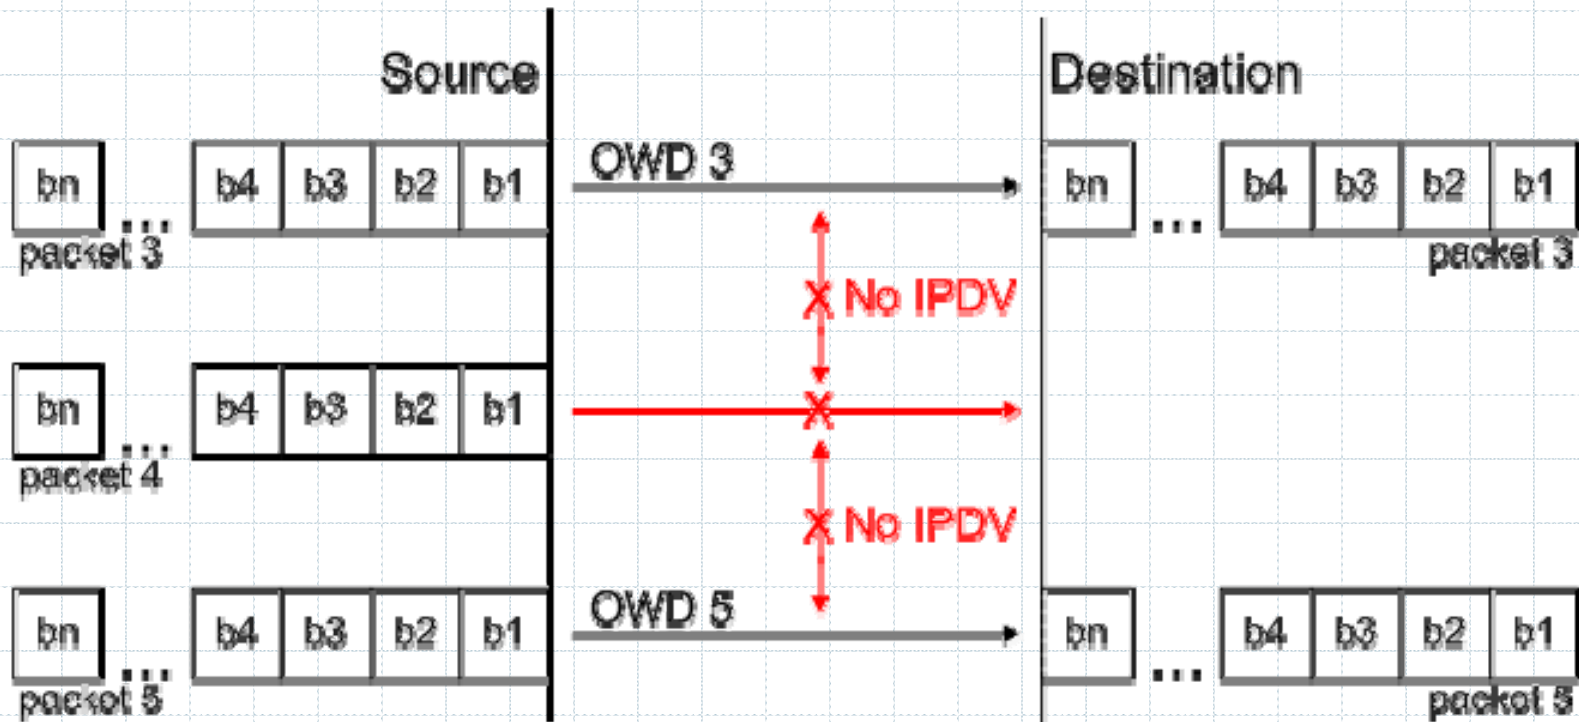 Source Destination
bn ... b4 b3 b2 b1 OWD 3 bn ... b4 b3 b2 b1
packet 3 packet 3
X No IPDV
bn ... b4 b3 b2 b1 X
packet 4
X No IPDV
bn ... b4 b3 b2 b1 OWD 5 bn ... b4 b3 b2 b1
packet 5 packet 5